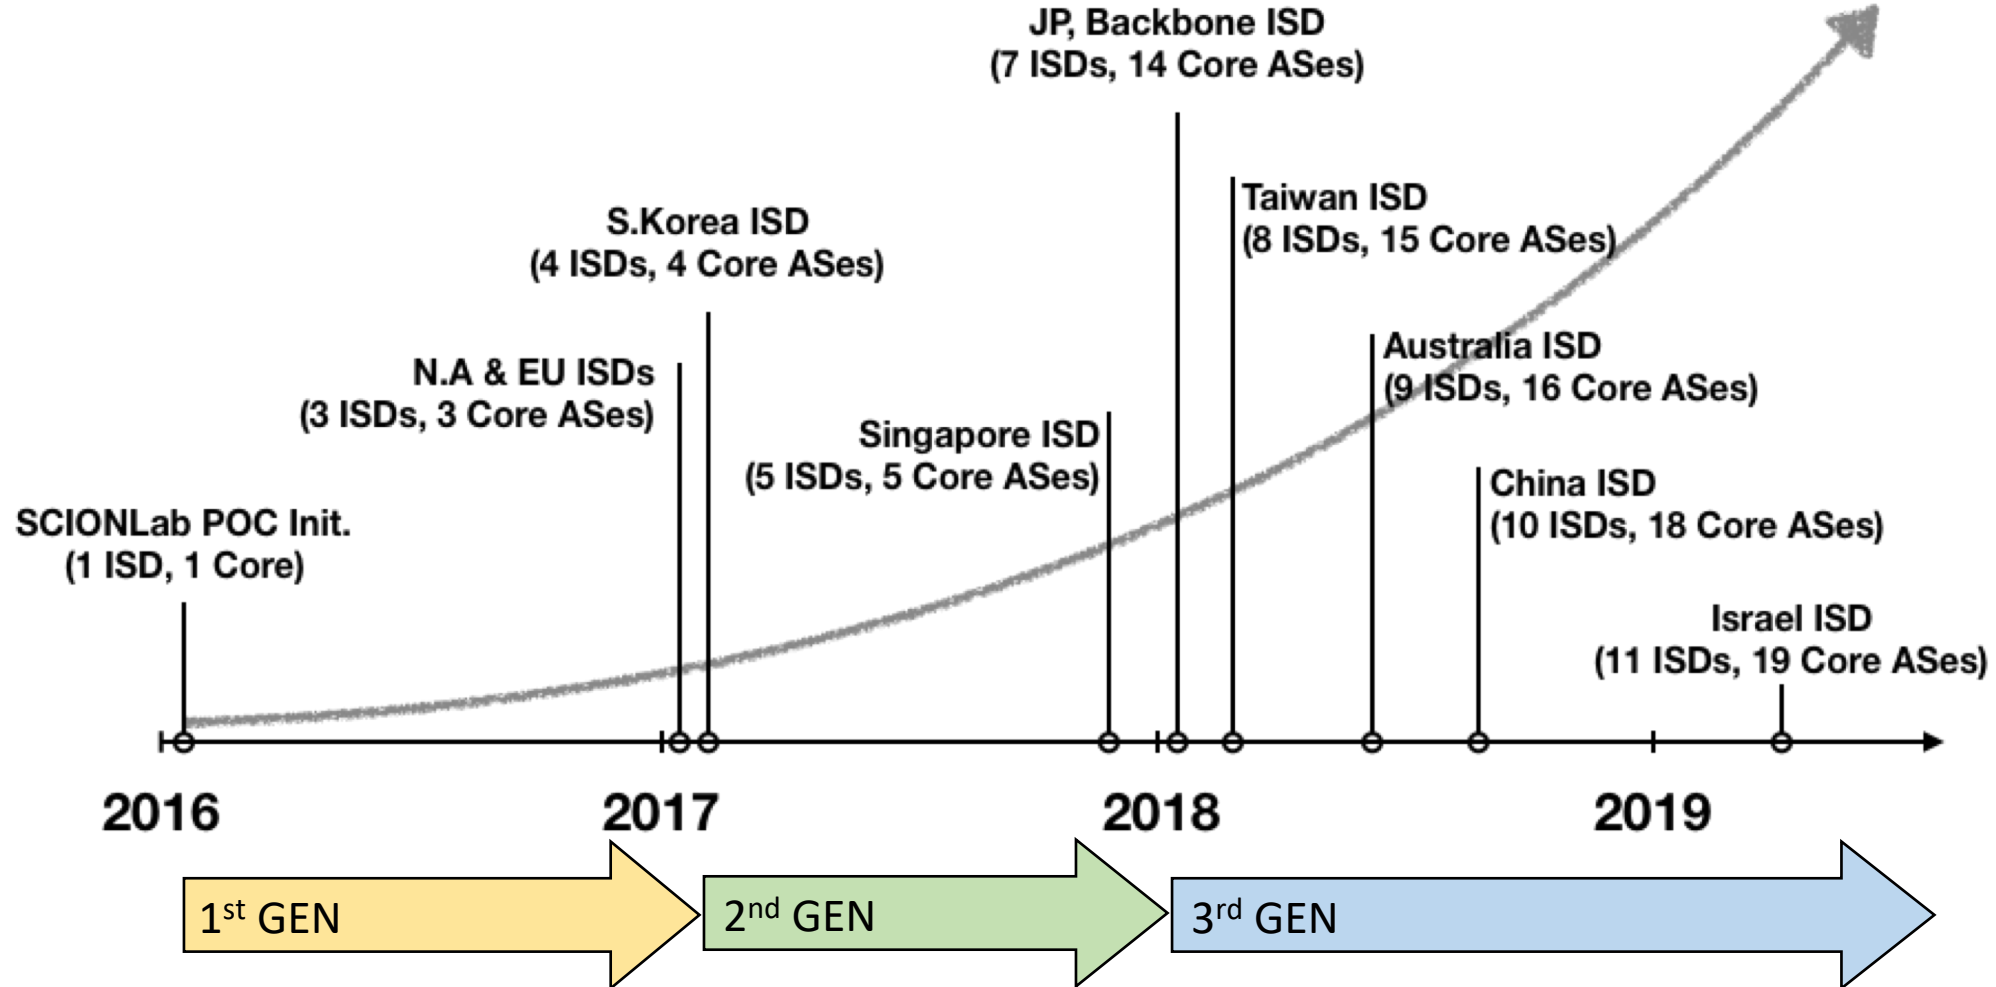 JP, Backbone ISD
(7 ISDs, 14 Core ASes)
Taiwan ISD
(8 ISDs, 15 Core ASes)
S.Korea ISD
(4 ISDs, 4 Core ASes)
Australia ISD
(9 ISDs, 16 Core ASes)
N.A & EU ISDs
(3 ISDs, 3 Core ASes)
Singapore ISD
(5 ISDs, 5 Core ASes)
China ISD
(10 ISDs, 18 Core ASes)
SCIONLab POC Init.
(1 ISD, 1 Core)
Israel ISD
(11 ISDs, 19 Core ASes)
2016 2017 2018 2019
1st GEN 2nd GEN 3rd GEN